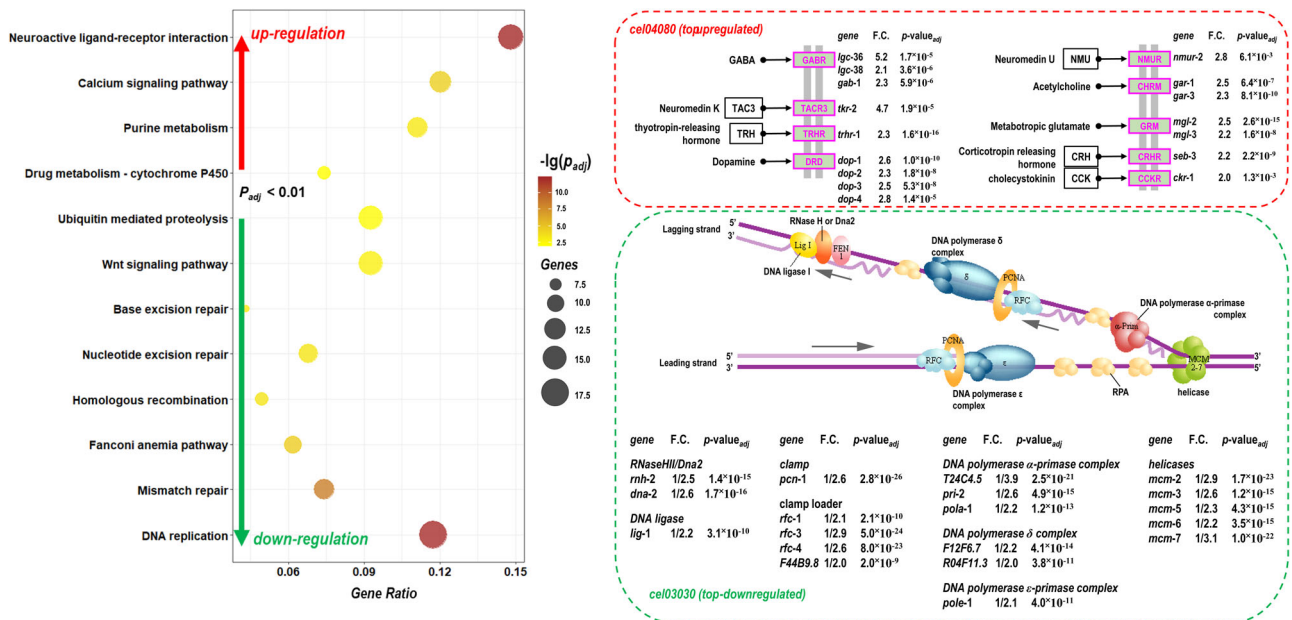 Neuroactive ligand-receptor interaction
Calcium signaling pathway
Purine metabolism
Drug metabolism - cytochrome P450
Ubiquitin mediated proteolysis
Wnt signaling pathway
Base excision repair
Nucleotide excision repair
Homologous recombination
Fanconi anemia pathway
Mismatch repair
DNA replication
up-regulation
P_adj < 0.01
down-regulation
0.06 0.09 0.12 0.15
Gene Ratio
-lg(p_adj)
10.0
8.0
6.0
4.0
2.0
Genes
7.5
10.0
12.5
15.0
17.5
cel04080 (top-upregulated)
gene F.C. p-value_adj
GABA GABR lgc-36 5.2 1.7×10⁻⁵
lgc-38 2.1 3.6×10⁻⁶
gab-1 2.3 5.9×10⁻⁶
Neuromedin K TAC3 TACR3 tkr-2 4.7 1.9×10⁻⁵
thyotropin-releasing
hormone TRH TRHR trhr-1 2.3 1.6×10⁻¹⁶
Dopamine DRD dop-1 2.6 1.0×10⁻¹⁰
dop-2 2.3 1.8×10⁻⁸
dop-3 2.5 5.3×10⁻⁸
dop-4 2.8 1.4×10⁻⁵
gene F.C. p-value_adj
Neuromedin U NMU NMUR nmur-2 2.8 6.1×10⁻³
Acetylcholine CHRM gar-1 2.5 6.4×10⁻⁷
gar-3 2.3 8.1×10⁻¹⁰
Metabotropic glutamate GRM mgl-2 2.5 2.6×10⁻¹⁵
mgl-3 2.2 1.6×10⁻⁸
Corticotropin releasing
hormone CRH CRHR seb-3 2.2 2.2×10⁻⁹
cholecystokinin CCK CCKR ckr-1 2.0 1.3×10⁻³
Lagging strand
5'
3'
RNase H or Dna2
Lig I
FEN
1
DNA ligase I
DNA polymerase δ
complex
δ
PCNA
RFC
DNA polymerase α-primase
complex
α-Prim
Leading strand
5'
3'
PCNA
RFC
ε
DNA polymerase ε
complex
RPA
MCM
2-7
helicase
3'
5'
gene F.C. p-value_adj
RNaseHII/Dna2
rnh-2 1/2.5 1.4×10⁻¹⁵
dna-2 1/2.6 1.7×10⁻¹⁶
DNA ligase
lig-1 1/2.2 3.1×10⁻¹⁰
gene F.C. p-value_adj
clamp
pcn-1 1/2.6 2.8×10⁻²⁶
clamp loader
rfc-1 1/2.1 2.1×10⁻¹⁰
rfc-3 1/2.9 5.0×10⁻²⁴
rfc-4 1/2.6 8.0×10⁻²³
F44B9.8 1/2.0 2.0×10⁻⁹
gene F.C. p-value_adj
DNA polymerase α-primase complex
T24C4.5 1/3.9 2.5×10⁻²¹
pri-2 1/2.6 4.9×10⁻¹⁵
pola-1 1/2.2 1.2×10⁻¹³
DNA polymerase δ complex
F12F6.7 1/2.2 4.1×10⁻¹⁴
R04F11.3 1/2.0 3.8×10⁻¹¹
DNA polymerase ε-primase complex
pole-1 1/2.1 4.0×10⁻¹¹
gene F.C. p-value_adj
helicases
mcm-2 1/2.9 1.7×10⁻²³
mcm-3 1/2.6 1.2×10⁻¹⁵
mcm-5 1/2.3 4.3×10⁻¹⁵
mcm-6 1/2.2 3.5×10⁻¹⁵
mcm-7 1/3.1 1.0×10⁻²²
cel03030 (top-downregulated)